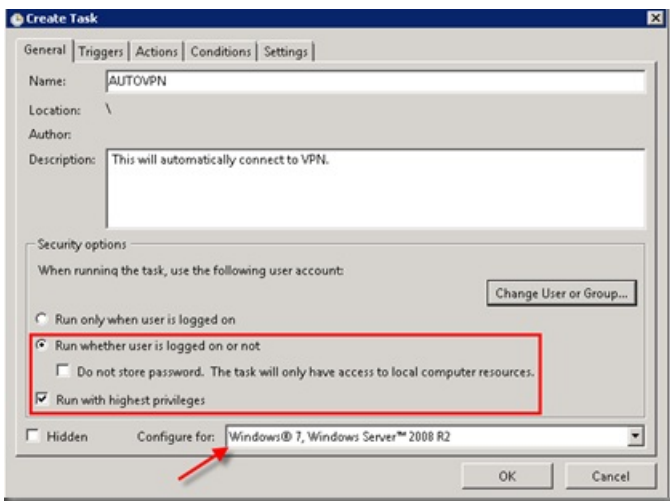 Create Task
General Triggers Actions Conditions Settings
Name: AUTOVPN
Location: \
Author:
Description: This will automatically connect to VPN.
Security options
When running the task, use the following user account:
Change User or Group...
Run only when user is logged on
Run whether user is logged on or not
Do not store password. The task will only have access to local computer resources.
Run with highest privileges
Hidden Configure for: Windows® 7, Windows Server™ 2008 R2
OK Cancel